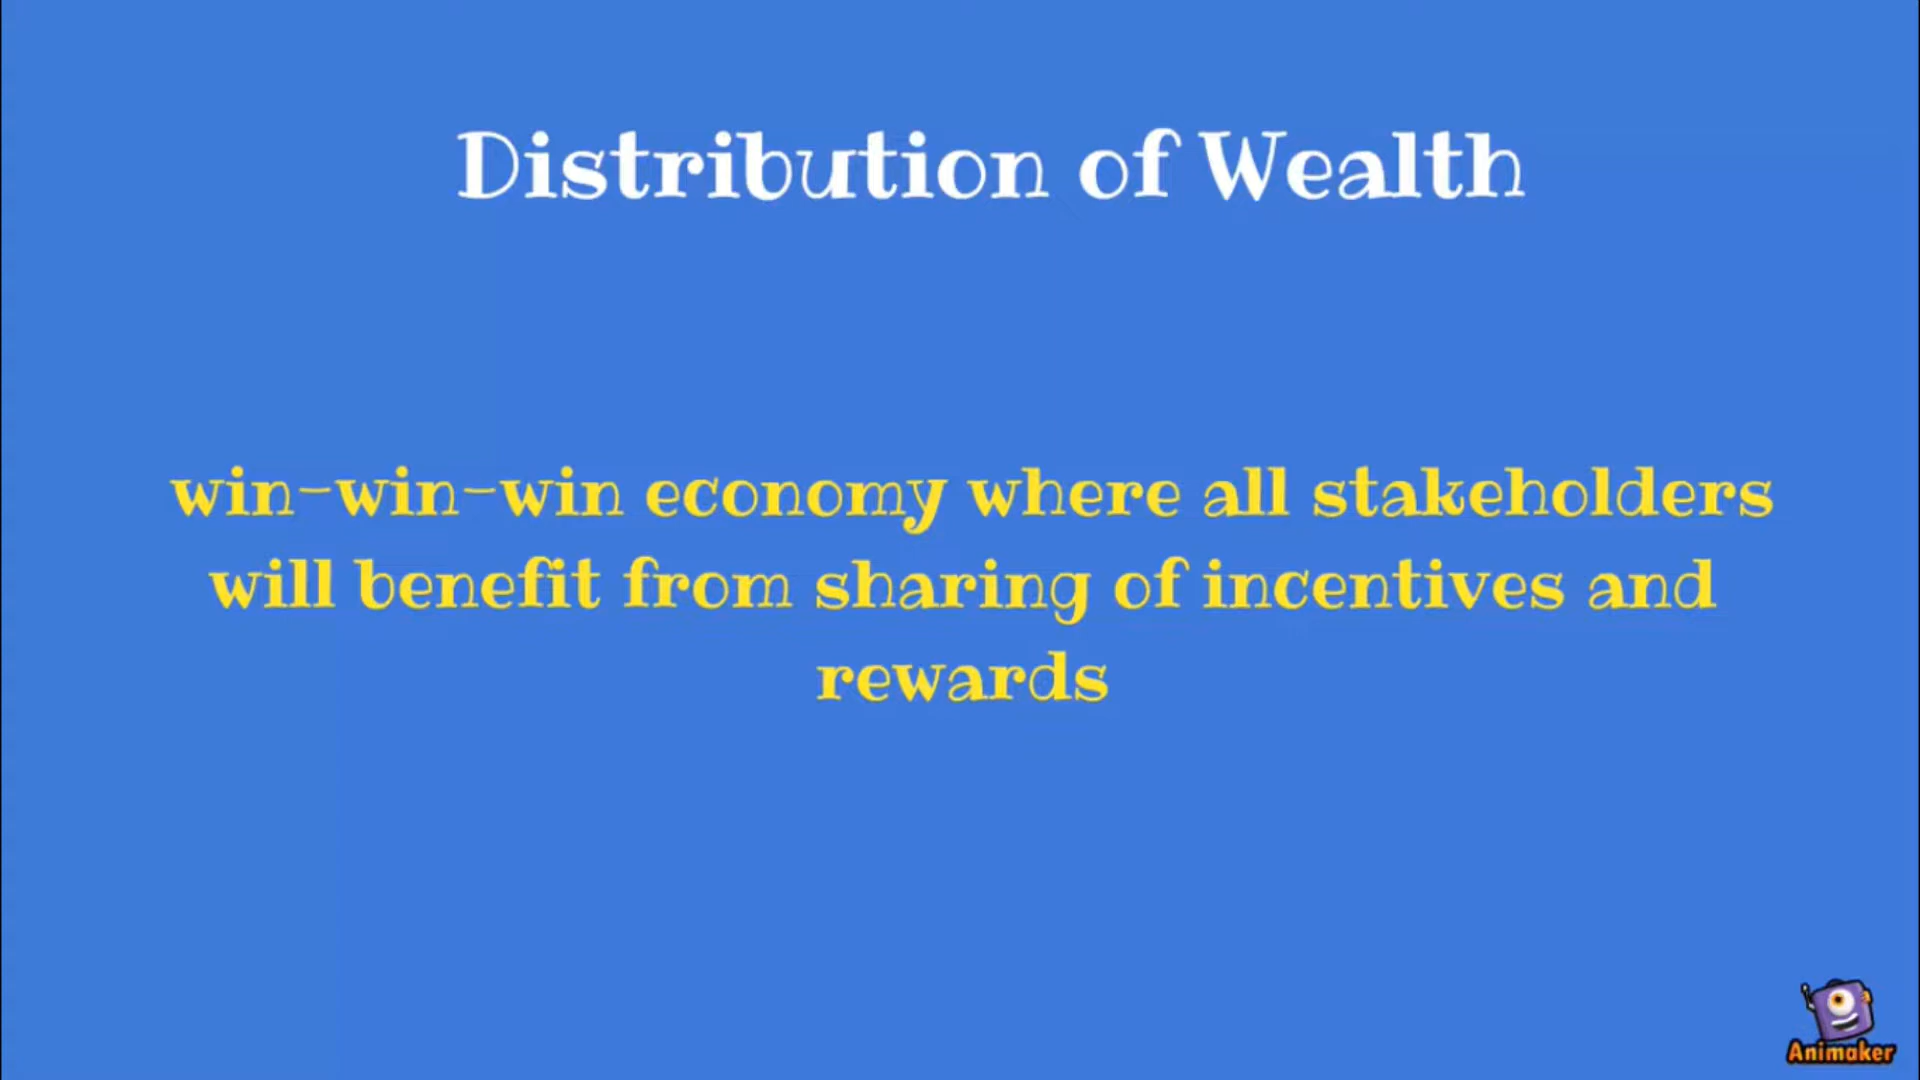 Distribution of Wealth
win-win-win economy where all stakeholders
will benefit from sharing of incentives and
rewards
Animaker